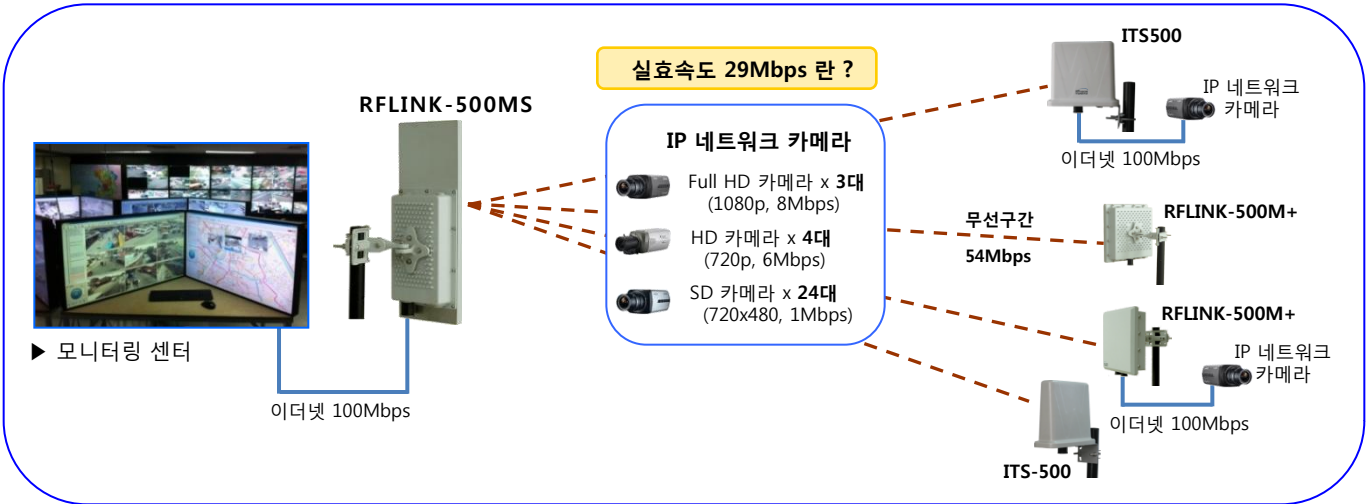 실효속도 29Mbps 란 ?
RFLINK-500MS
▶ 모니터링 센터
이더넷 100Mbps
IP 네트워크 카메라
Full HD 카메라 x 3대
(1080p, 8Mbps)
HD 카메라 x 4대
(720p, 6Mbps)
SD 카메라 x 24대
(720x480, 1Mbps)
무선구간
54Mbps
ITS500
IP 네트워크
카메라
이더넷 100Mbps
RFLINK-500M+
RFLINK-500M+
IP 네트워크
카메라
이더넷 100Mbps
ITS-500